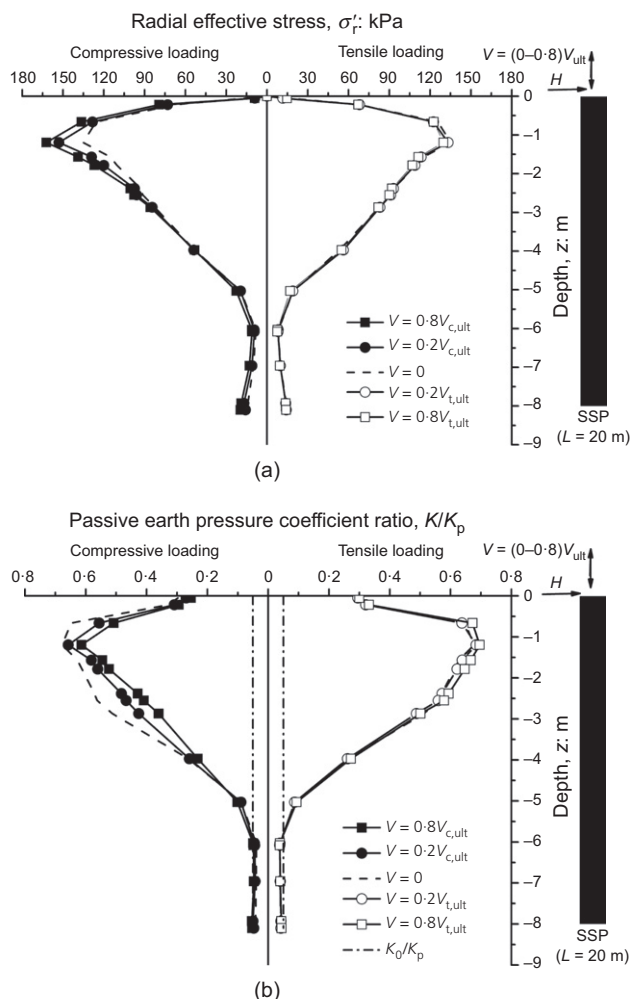 Radial effective stress, σ′r: kPa
Compressive loading
Tensile loading
V = (0–0·8)Vult
H
180 150 120 90 60 30 0 30 60 90 120 150 180
0
–1
–2
–3
–4
–5
–6
–7
–8
–9
Depth, z: m
V = 0·8Vc,ult
V = 0·2Vc,ult
V = 0
V = 0·2Vt,ult
V = 0·8Vt,ult
SSP
(L = 20 m)
(a)
Passive earth pressure coefficient ratio, K/Kp
Compressive loading
Tensile loading
V = (0–0·8)Vult
H
0·8 0·6 0·4 0·2 0 0·2 0·4 0·6 0·8
0
–1
–2
–3
–4
–5
–6
–7
–8
–9
Depth, z: m
V = 0·8Vc,ult
V = 0·2Vc,ult
V = 0
V = 0·2Vt,ult
V = 0·8Vt,ult
K0/Kp
SSP
(L = 20 m)
(b)